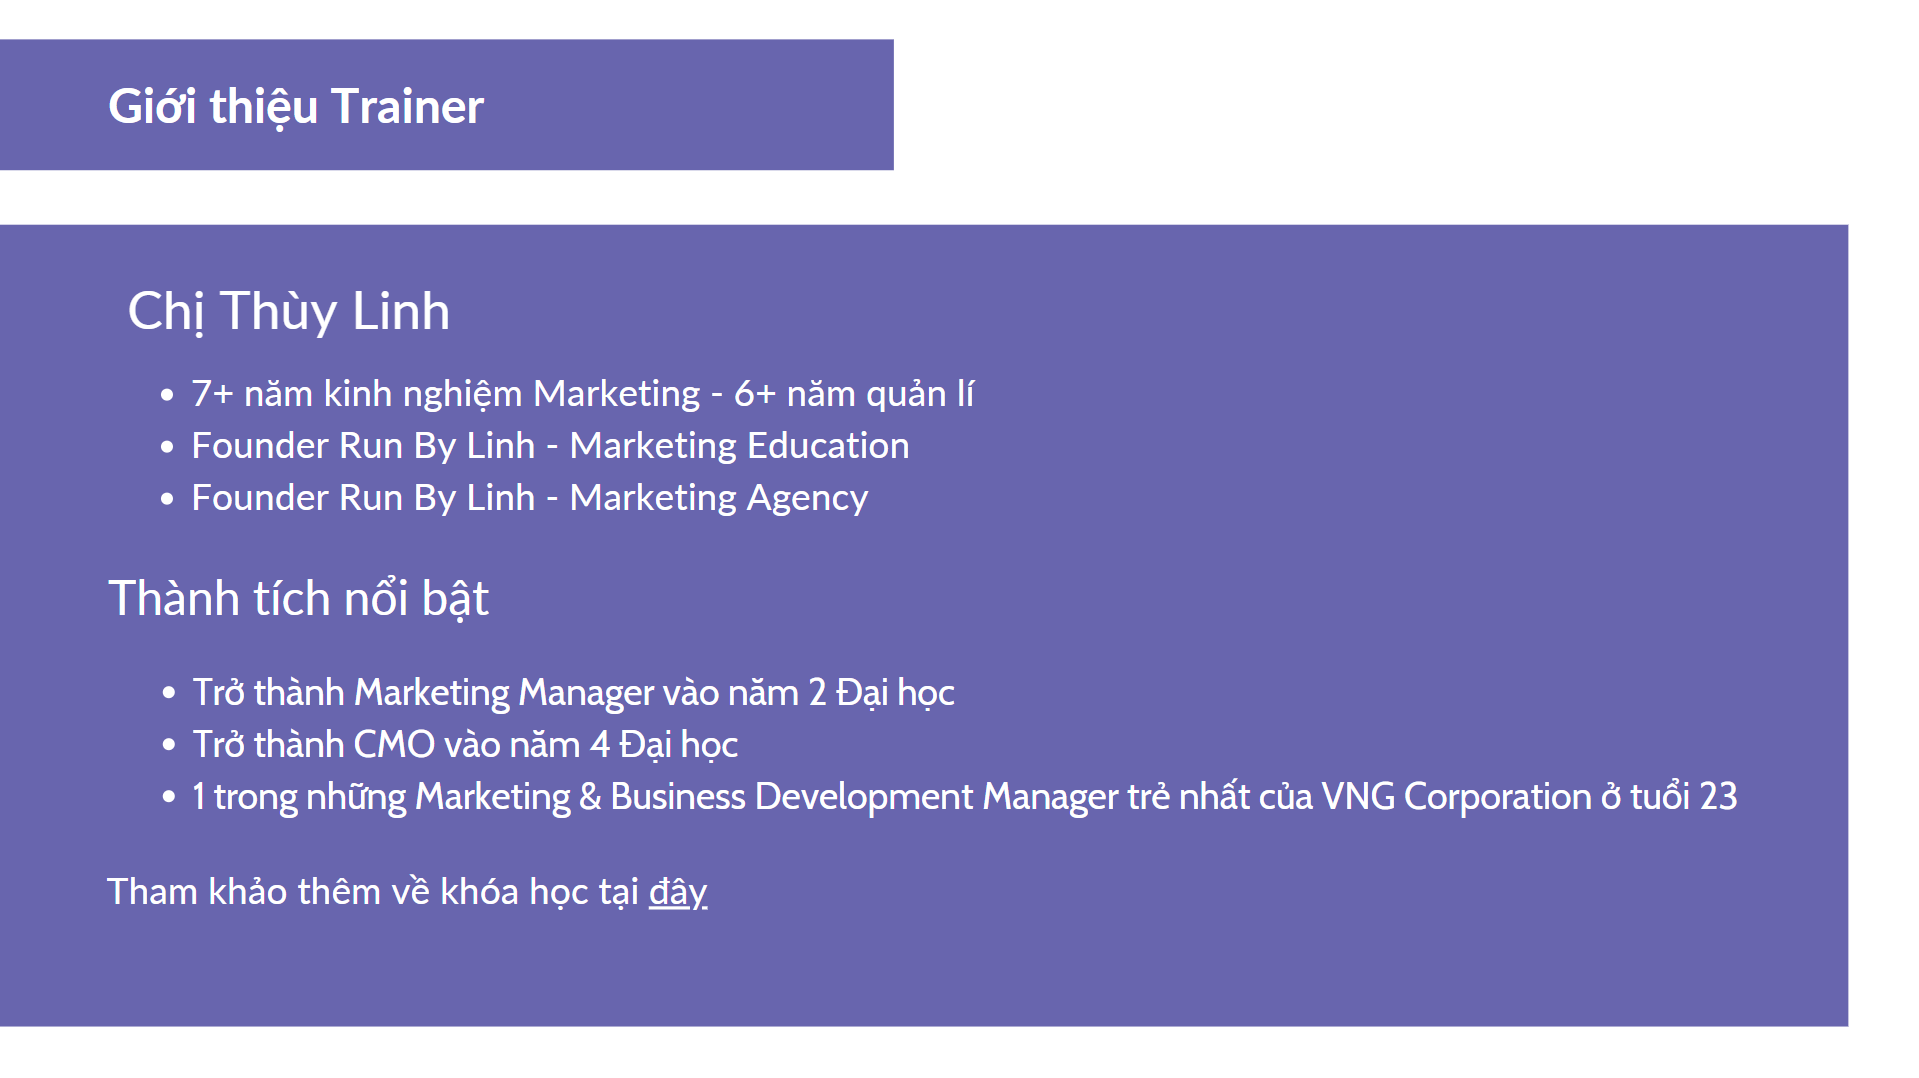 Giới thiệu Trainer
Chị Thùy Linh
• 7+ năm kinh nghiệm Marketing - 6+ năm quản lí
• Founder Run By Linh - Marketing Education
• Founder Run By Linh - Marketing Agency
Thành tích nổi bật
• Trở thành Marketing Manager vào năm 2 Đại học
• Trở thành CMO vào năm 4 Đại học
• 1 trong những Marketing & Business Development Manager trẻ nhất của VNG Corporation ở tuổi 23
Tham khảo thêm về khóa học tại đây